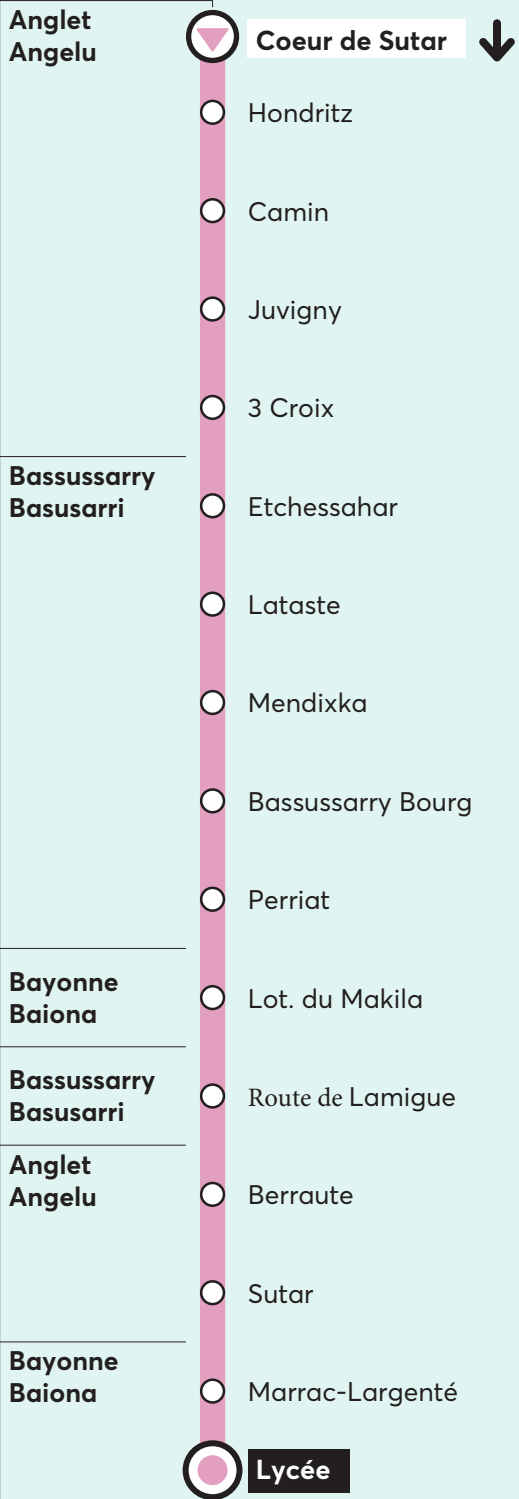 Anglet
Angelu
Coeur de Sutar
Hondritz
Camin
Juvigny
3 Croix
Bassussarry
Basusarri
Etchessahar
Lataste
Mendixka
Bassussarry Bourg
Perriat
Bayonne
Baiona
Lot. du Makila
Bassussarry
Basusarri
Route de Lamigue
Anglet
Angelu
Berraute
Sutar
Bayonne
Baiona
Marrac-Largenté
Lycée